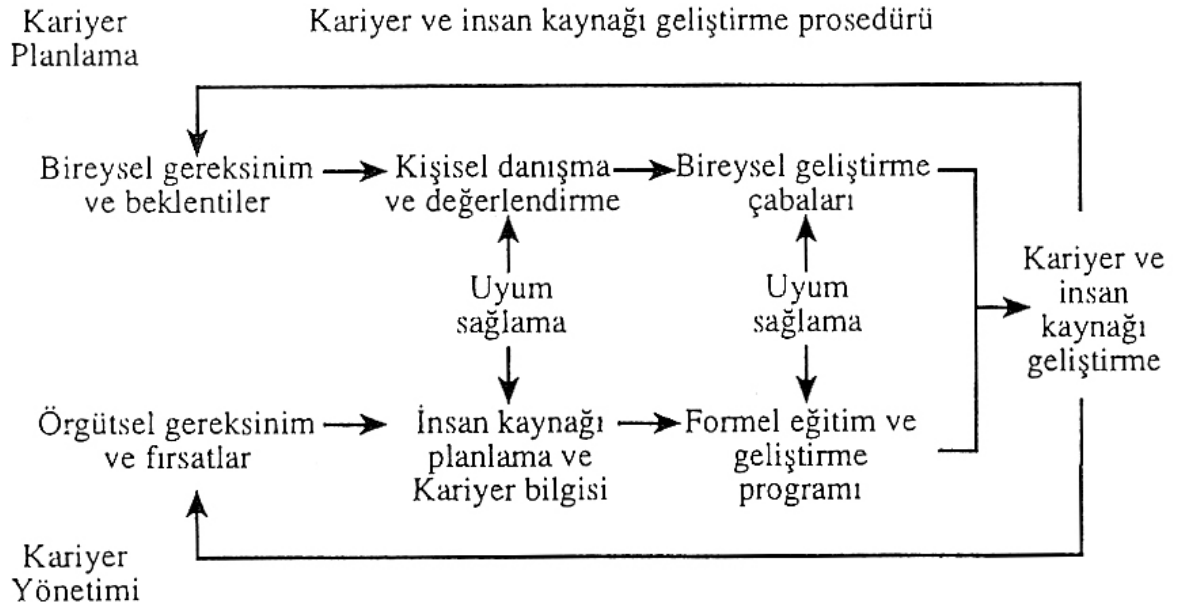 Kariyer
Planlama
Kariyer ve insan kaynağı geliştirme prosedürü
Bireysel gereksinim
ve beklentiler
Kişisel danışma
ve değerlendirme
Bireysel geliştirme
çabaları
Uyum
sağlama
Uyum
sağlama
Kariyer ve
insan
kaynağı
geliştirme
Örgütsel gereksinim
ve fırsatlar
İnsan kaynağı
planlama ve
Kariyer bilgisi
Formel eğitim ve
geliştirme
programı
Kariyer
Yönetimi